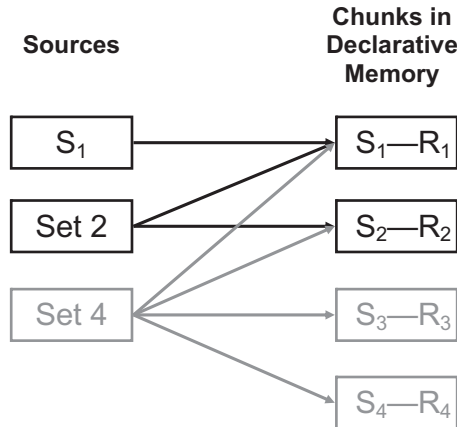 Sources
Chunks in
Declarative
Memory
S₁
S₁—R₁
Set 2
S₂—R₂
Set 4
S₃—R₃
S₄—R₄